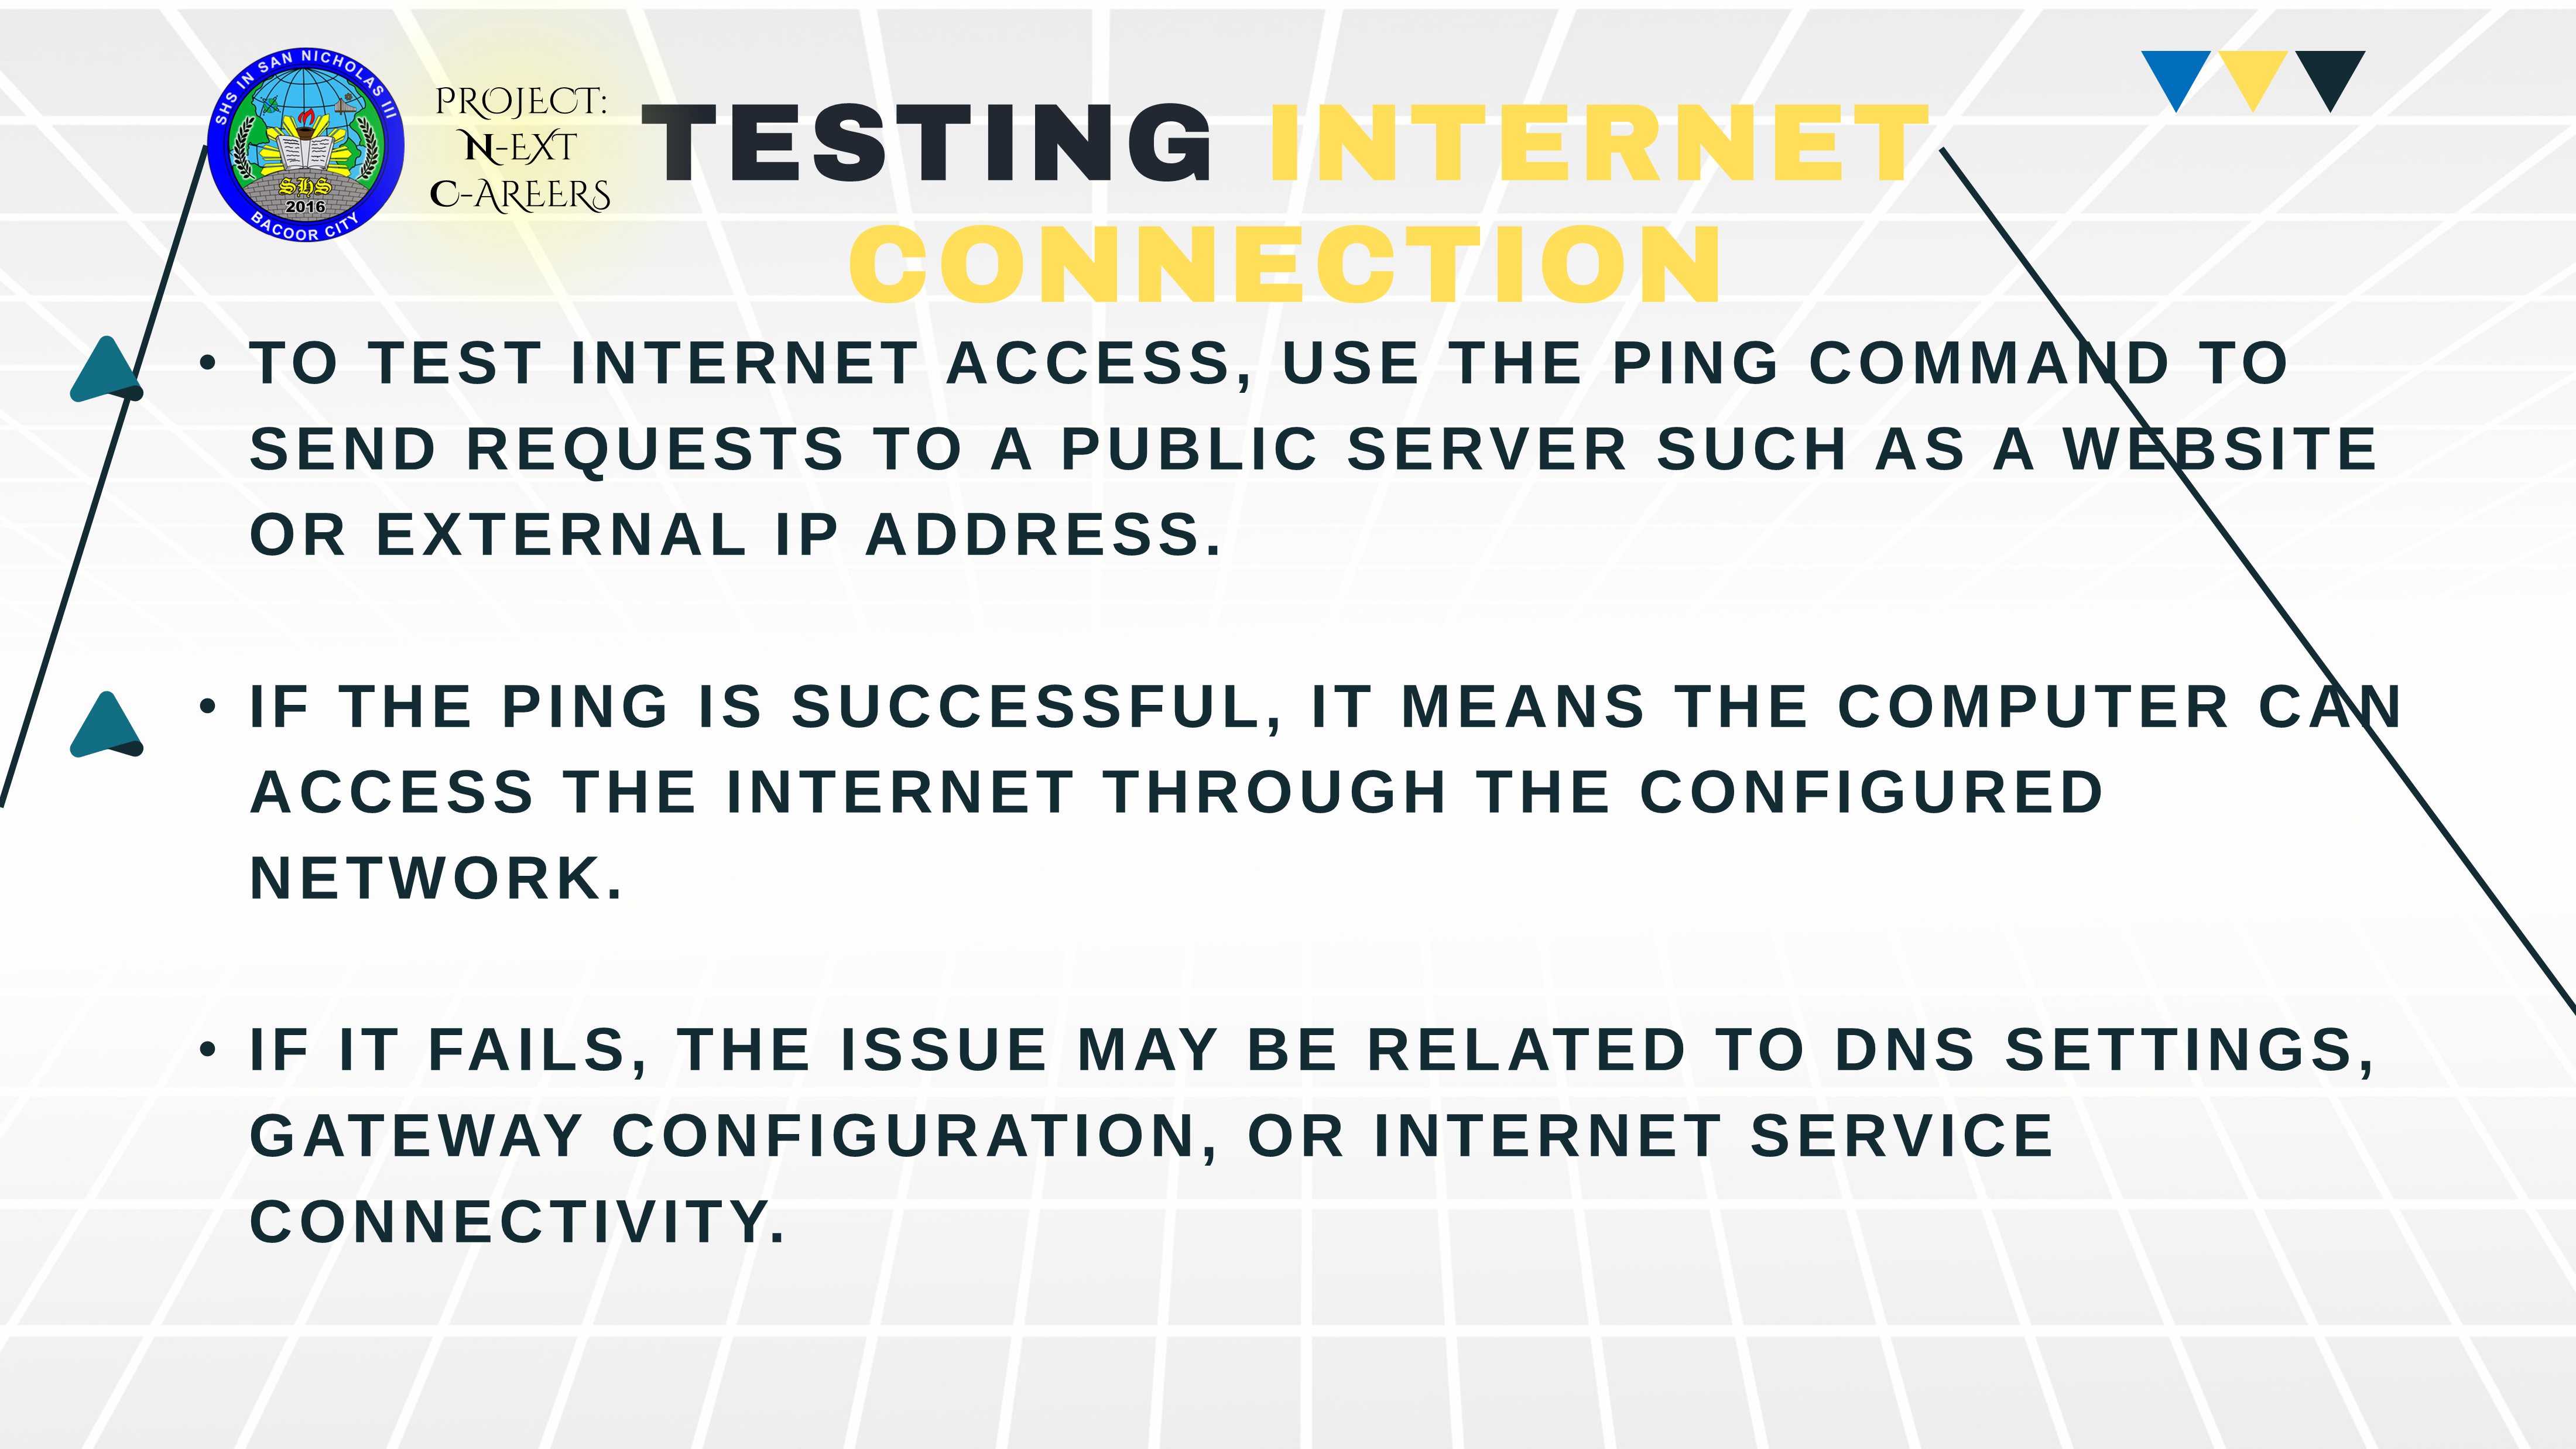 SHS IN SAN NICHOLAS III
SHS
2016
BACOOR CITY
PROJECT:
N-EXT
C-AREERS
TESTING INTERNET
CONNECTION
• TO TEST INTERNET ACCESS, USE THE PING COMMAND TO
SEND REQUESTS TO A PUBLIC SERVER SUCH AS A WEBSITE
OR EXTERNAL IP ADDRESS.
• IF THE PING IS SUCCESSFUL, IT MEANS THE COMPUTER CAN
ACCESS THE INTERNET THROUGH THE CONFIGURED
NETWORK.
• IF IT FAILS, THE ISSUE MAY BE RELATED TO DNS SETTINGS,
GATEWAY CONFIGURATION, OR INTERNET SERVICE
CONNECTIVITY.